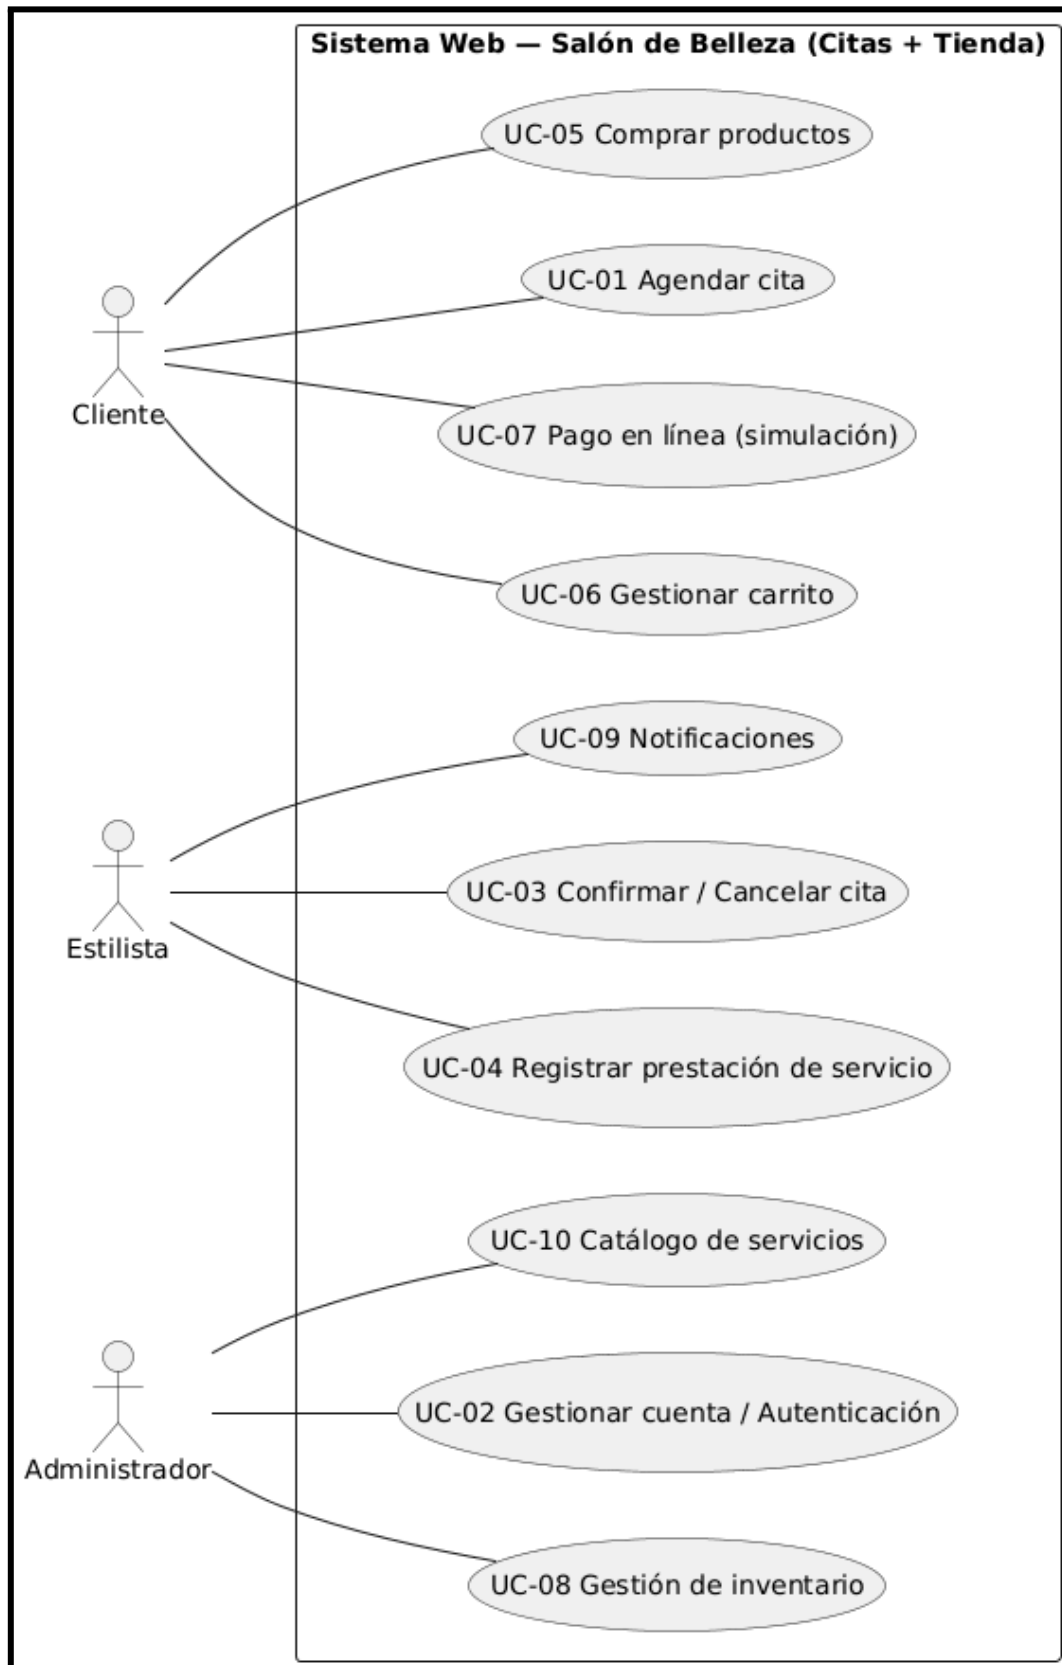 Sistema Web — Salón de Belleza (Citas + Tienda)
UC-05 Comprar productos
UC-01 Agendar cita
Cliente
UC-07 Pago en línea (simulación)
UC-06 Gestionar carrito
UC-09 Notificaciones
UC-03 Confirmar / Cancelar cita
Estilista
UC-04 Registrar prestación de servicio
UC-10 Catálogo de servicios
UC-02 Gestionar cuenta / Autenticación
Administrador
UC-08 Gestión de inventario